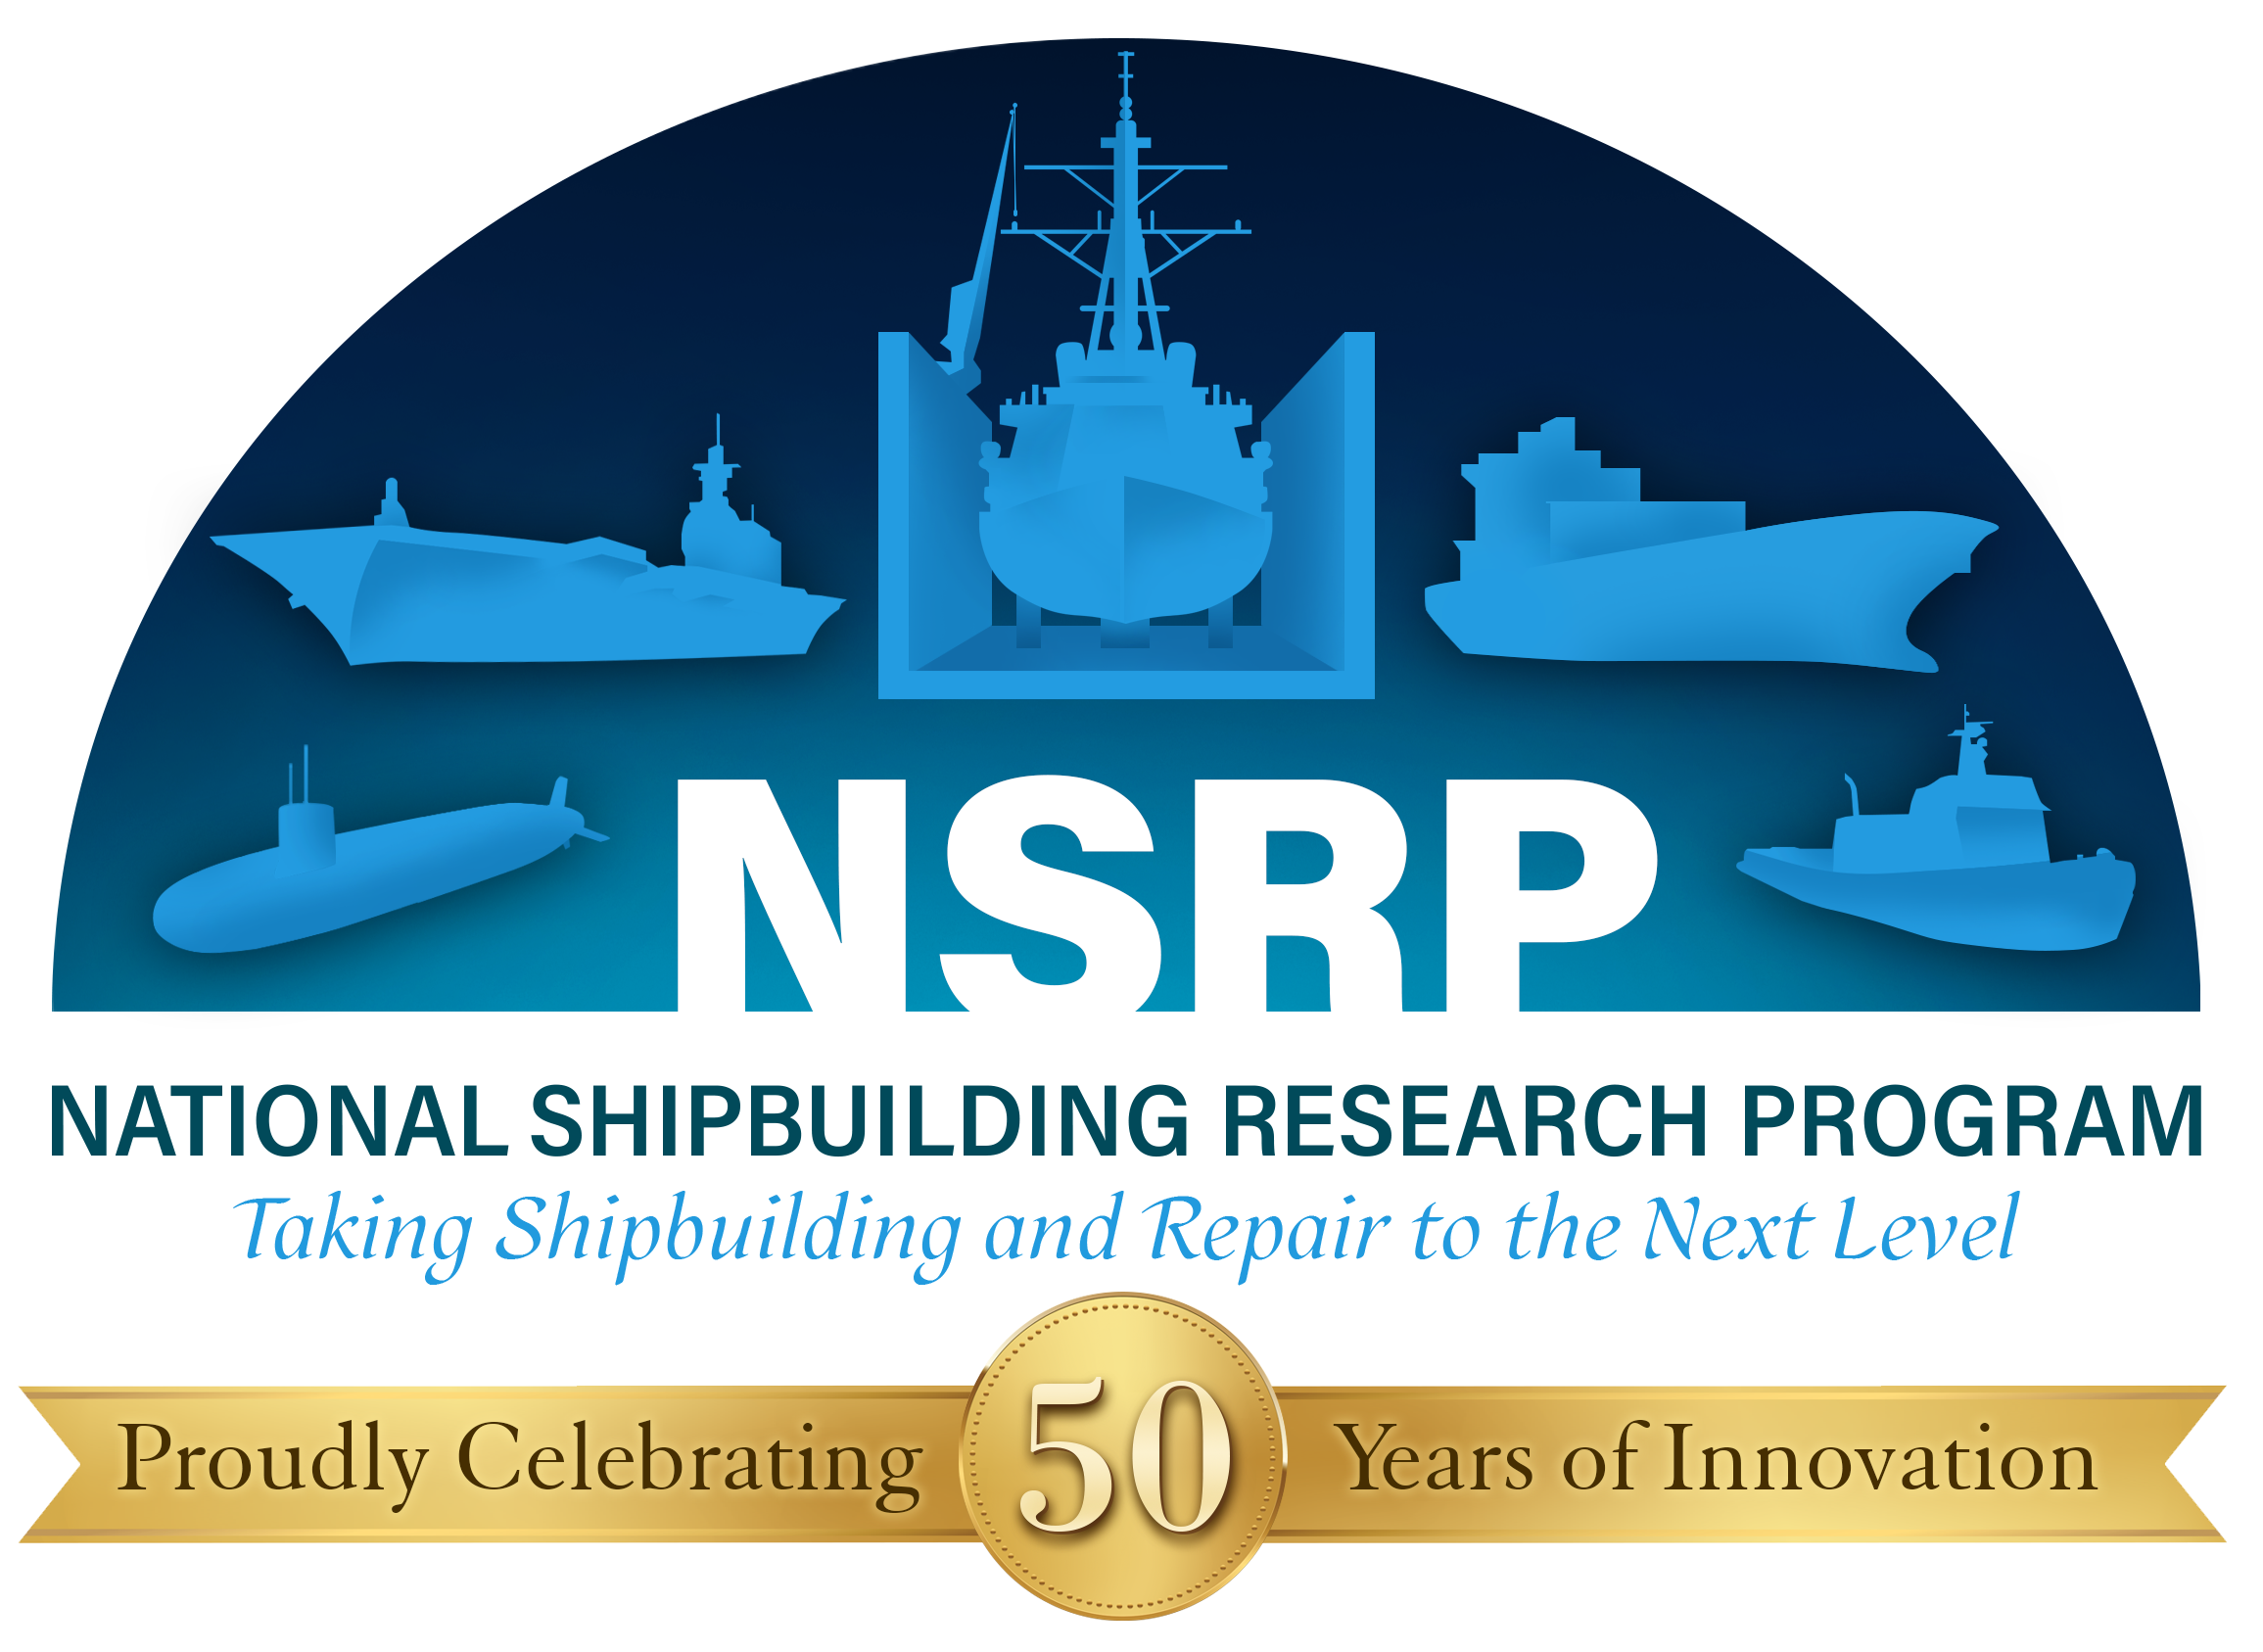 NSRP
NATIONAL SHIPBUILDING RESEARCH PROGRAM
Taking Shipbuilding and Repair to the Next Level
Proudly Celebrating 50 Years of Innovation